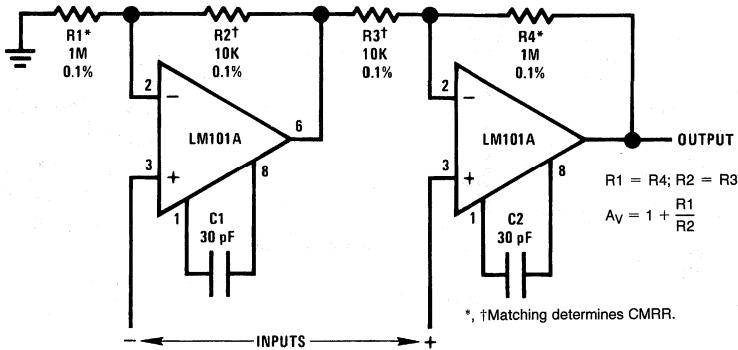 R1*
1M
0.1%
R2†
10K
0.1%
R3†
10K
0.1%
R4*
1M
0.1%
2
−
LM101A
6
3
+
8
1
C1
30 pF
2
−
LM101A
OUTPUT
3
+
8
1
C2
30 pF
R1 = R4; R2 = R3
AV = 1 + R1
R2
*, †Matching determines CMRR.
− INPUTS +